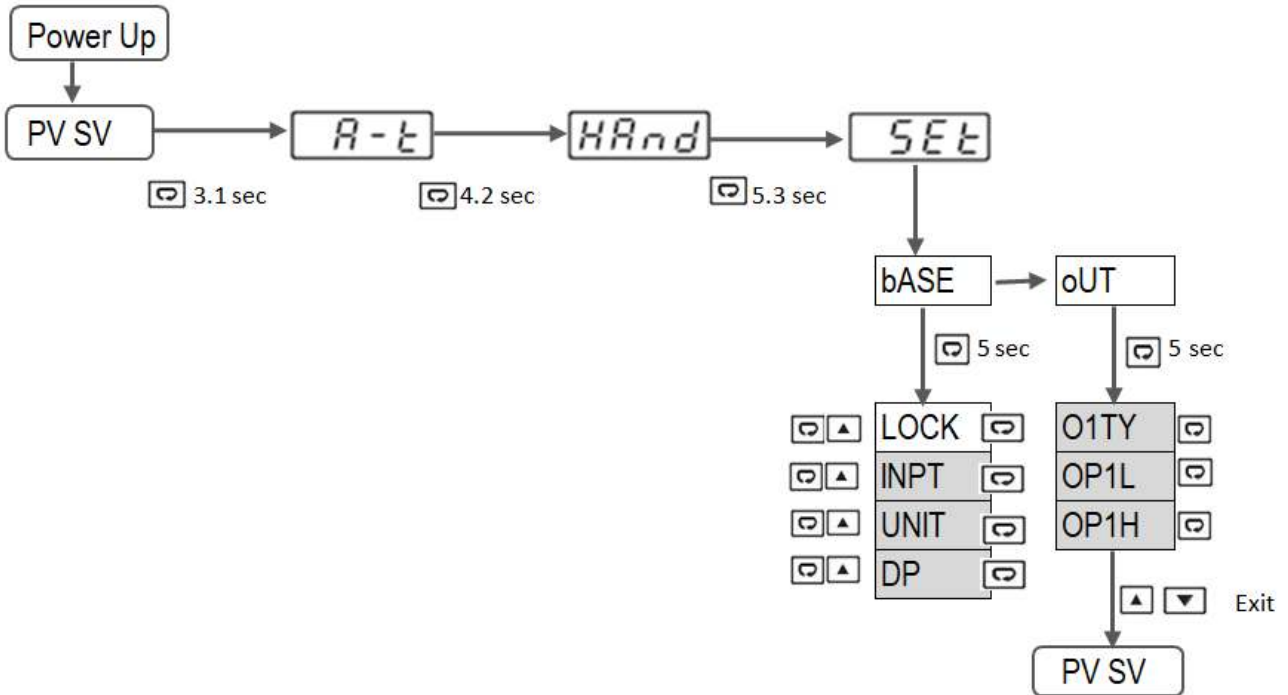 Power Up
PV SV
A-t
HAnd
SEt
3.1 sec
4.2 sec
5.3 sec
bASE
oUT
5 sec
5 sec
LOCK
O1TY
INPT
OP1L
UNIT
OP1H
DP
Exit
PV SV